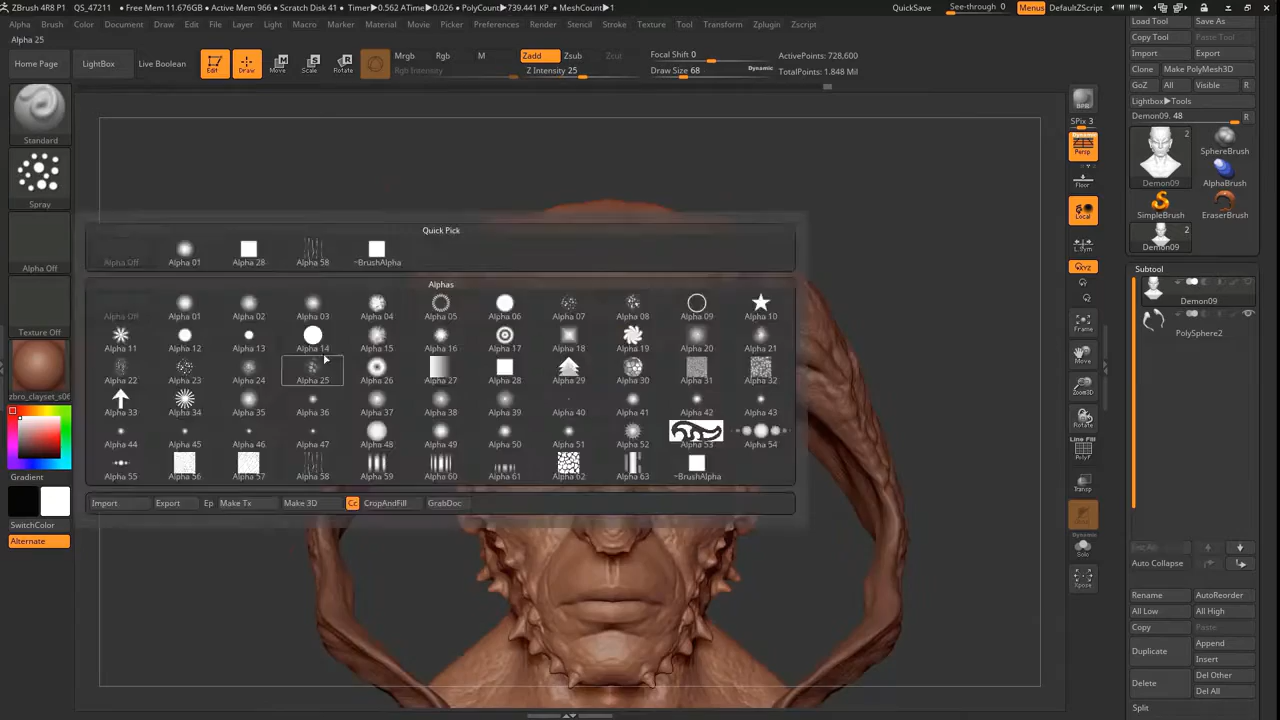 ZBrush 4R8 P1 QS_47211 • Free Mem 11.676GB • Active Mem 966 • Scratch Disk 41 • Timer▸0.562 ATime▸0.026 • PolyCount▸739.441 KP • MeshCount▸1 QuickSave See-through 0 Menus DefaultZScript
Alpha Brush Color Document Draw Edit File Layer Light Macro Marker Material Movie Picker Preferences Render Stencil Stroke Texture Tool Transform Zplugin Zscript
Alpha 25
Home Page LightBox Live Boolean Edit Draw Move Scale Rotate
Mrgb Rgb M
Rgb Intensity
Zadd Zsub Zcut
Z Intensity 25
Focal Shift 0
Draw Size 68 Dynamic
ActivePoints: 728,600
TotalPoints: 1.848 Mil
Standard
Spray
Alpha Off
Texture Off
zbro_clayset_s06
Gradient
SwitchColor
Alternate
Quick Pick
Alpha Off Alpha 01 Alpha 28 Alpha 58 ~BrushAlpha
Alphas
Alpha Off Alpha 01 Alpha 02 Alpha 03 Alpha 04 Alpha 05 Alpha 06 Alpha 07 Alpha 08 Alpha 09 Alpha 10
Alpha 11 Alpha 12 Alpha 13 Alpha 14 Alpha 15 Alpha 16 Alpha 17 Alpha 18 Alpha 19 Alpha 20 Alpha 21
Alpha 22 Alpha 23 Alpha 24 Alpha 25 Alpha 26 Alpha 27 Alpha 28 Alpha 29 Alpha 30 Alpha 31 Alpha 32
Alpha 33 Alpha 34 Alpha 35 Alpha 36 Alpha 37 Alpha 38 Alpha 39 Alpha 40 Alpha 41 Alpha 42 Alpha 43
Alpha 44 Alpha 45 Alpha 46 Alpha 47 Alpha 48 Alpha 49 Alpha 50 Alpha 51 Alpha 52 Alpha 53 Alpha 54
Alpha 55 Alpha 56 Alpha 57 Alpha 58 Alpha 59 Alpha 60 Alpha 61 Alpha 62 Alpha 63 ~BrushAlpha
Import Export Ep Make Tx Make 3D Cc CropAndFill GrabDoc
BPR
SPix 3
Dynamic
Persp
Floor
Local
L.Sym
XYZ
Frame
Move
Zoom3D
Rotate
Line Fill
PolyF
Transp
Dynamic
Solo
Xpose
Load Tool Save As
Copy Tool Paste Tool
Import Export
Clone Make PolyMesh3D
GoZ All Visible R
Lightbox▸Tools
Demon09. 48 R
2
Demon09 SphereBrush
AlphaBrush
SimpleBrush EraserBrush
2
Demon09
Subtool
Demon09
PolySphere2
List All
Auto Collapse
Rename AutoReorder
All Low All High
Copy Paste
Duplicate Append
Insert
Delete Del Other
Del All
Split